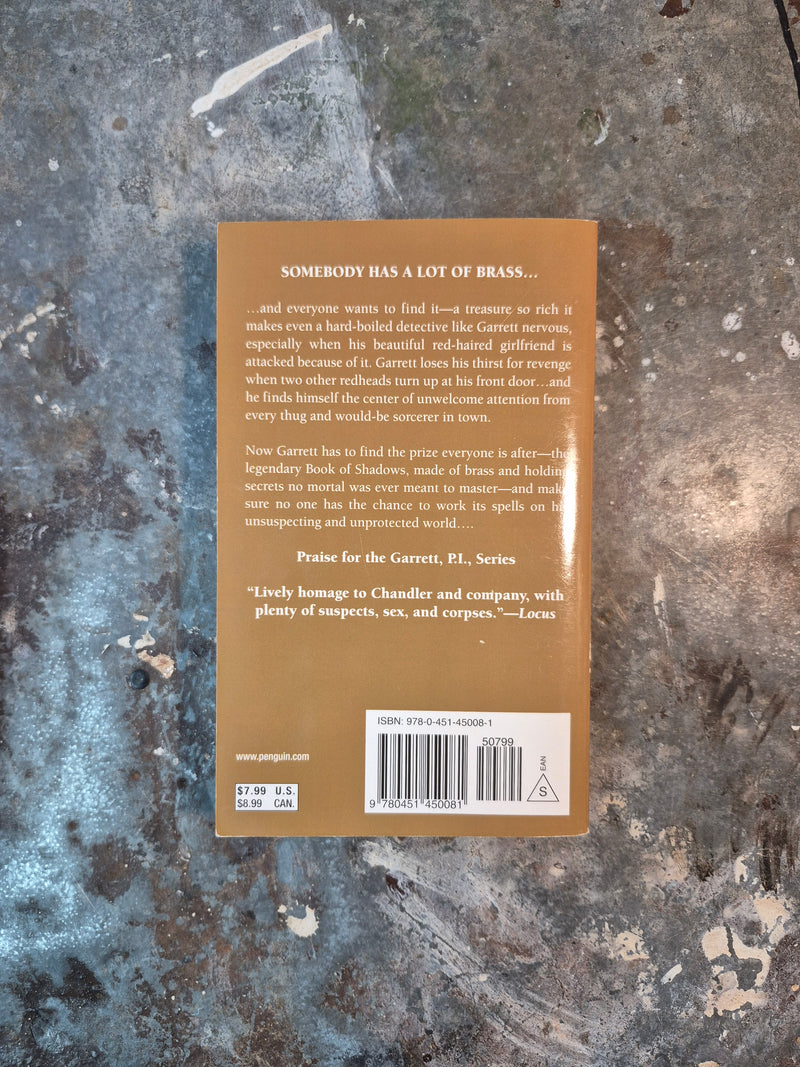 SOMEBODY HAS A LOT OF BRASS…
…and everyone wants to find it—a treasure so rich it
makes even a hard-boiled detective like Garrett nervous,
especially when his beautiful red-haired girlfriend is
attacked because of it. Garrett loses his thirst for revenge
when two other redheads turn up at his front door…and
he finds himself the center of unwelcome attention from
every thug and would-be sorcerer in town.
Now Garrett has to find the prize everyone is after—the
legendary Book of Shadows, made of brass and holding
secrets no mortal was ever meant to master—and make
sure no one has the chance to work its spells on his
unsuspecting and unprotected world….
Praise for the Garrett, P.I., Series
“Lively homage to Chandler and company, with
plenty of suspects, sex, and corpses.”—Locus
ISBN: 978-0-451-45008-1
50799
EAN
S
9 780451 450081
www.penguin.com
$7.99 U.S.
$8.99 CAN.